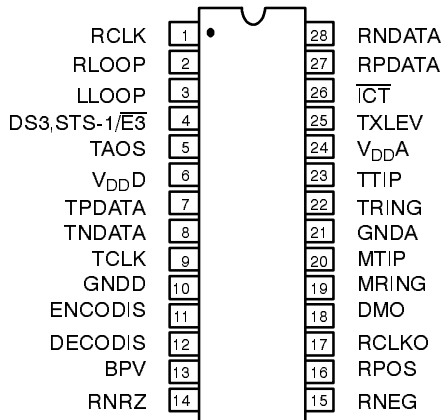 RCLK 1 28 RNDATA
RLOOP 2 27 RPDATA
LLOOP 3 26 ICT
DS3,STS-1/E3 4 25 TXLEV
TAOS 5 24 VDDA
VDDD 6 23 TTIP
TPDATA 7 22 TRING
TNDATA 8 21 GNDA
TCLK 9 20 MTIP
GNDD 10 19 MRING
ENCODIS 11 18 DMO
DECODIS 12 17 RCLKO
BPV 13 16 RPOS
RNRZ 14 15 RNEG